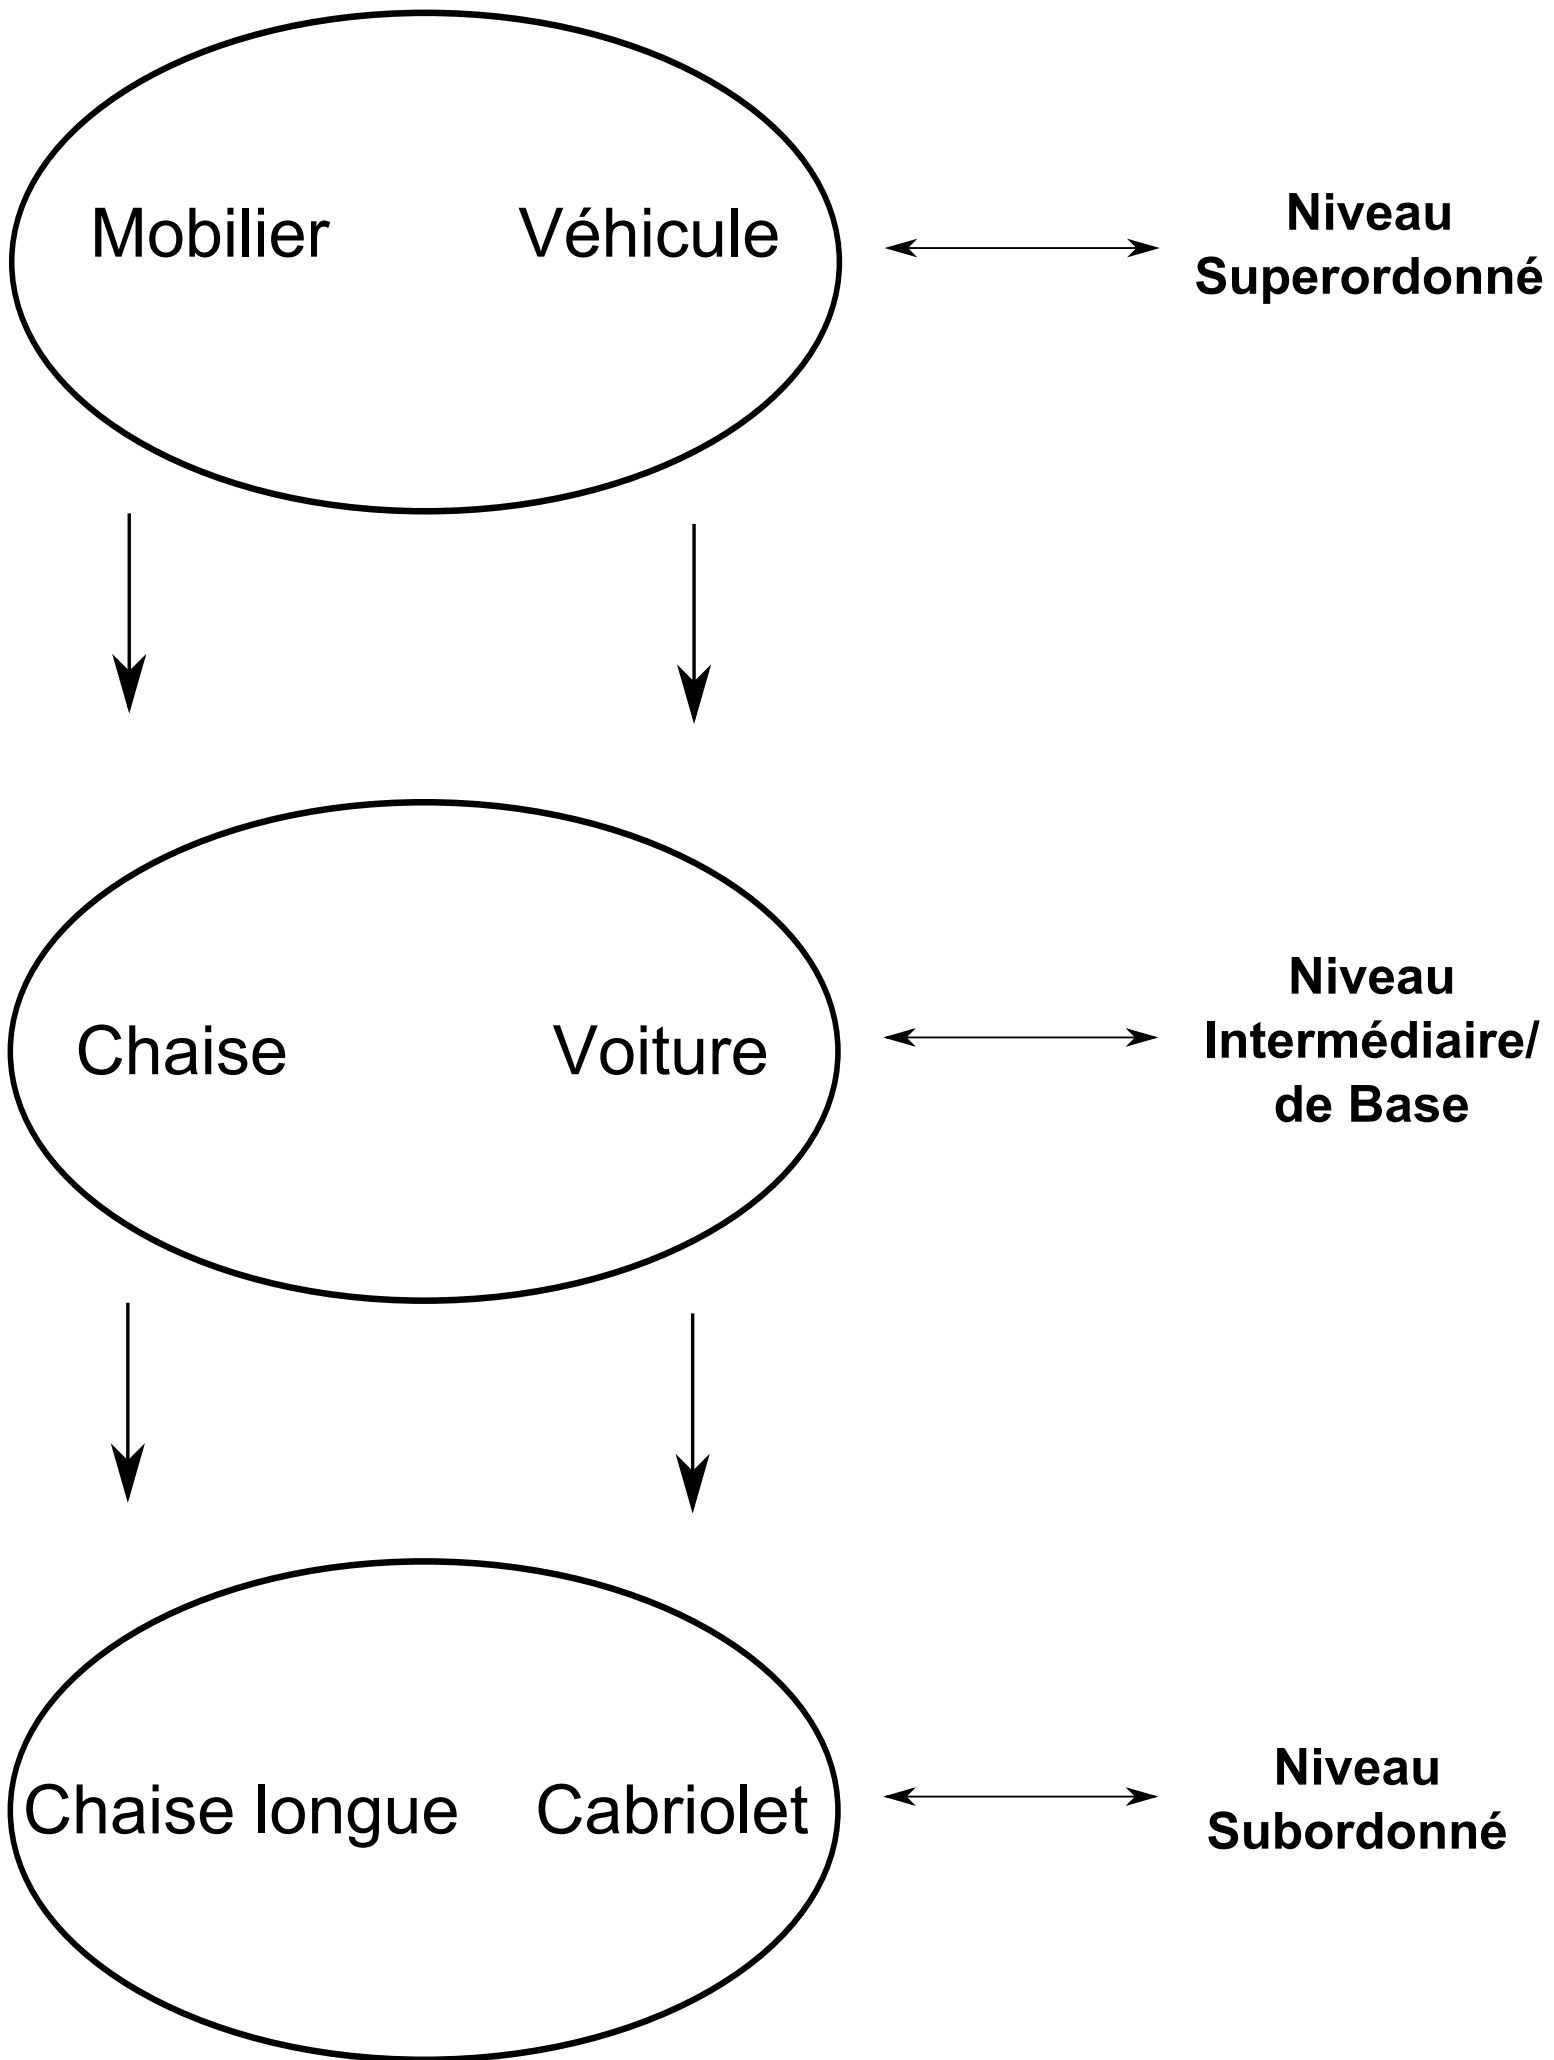 Mobilier Véhicule
Niveau
Superordonné
Chaise Voiture
Niveau
Intermédiaire/
de Base
Chaise longue Cabriolet
Niveau
Subordonné